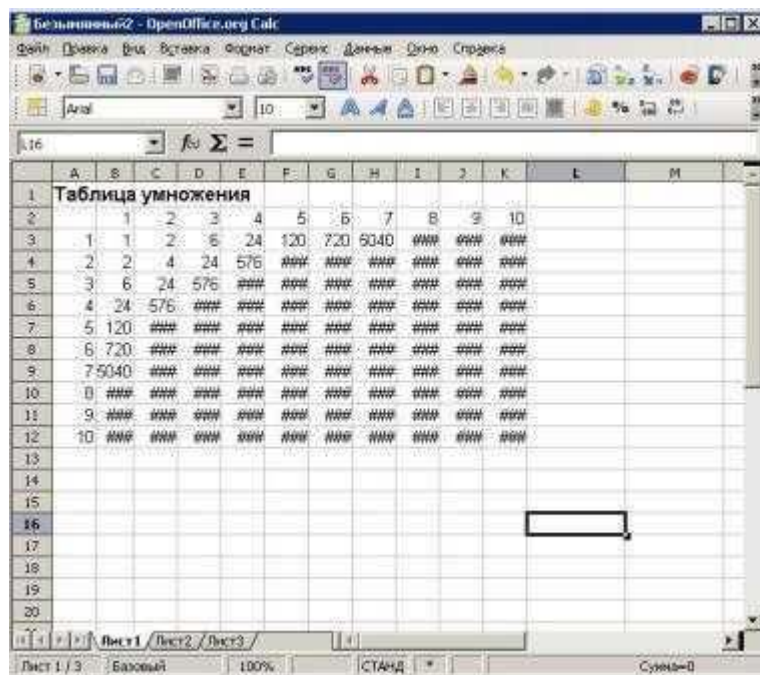 Безымянный2 - OpenOffice.org Calc
Файл Правка Вид Вставка Формат Сервис Данные Окно Справка
Arial 10
L16 f(x) Σ =
A B C D E F G H I J K L M
1 Таблица умножения
2 1 2 3 4 5 6 7 8 9 10
3 1 1 2 6 24 120 720 5040 ### ### ###
4 2 2 4 24 576 ### ### ### ### ### ###
5 3 6 24 576 ### ### ### ### ### ### ###
6 4 24 576 ### ### ### ### ### ### ### ###
7 5 120 ### ### ### ### ### ### ### ### ###
8 6 720 ### ### ### ### ### ### ### ### ###
9 7 5040 ### ### ### ### ### ### ### ### ###
10 8 ### ### ### ### ### ### ### ### ### ###
11 9 ### ### ### ### ### ### ### ### ### ###
12 10 ### ### ### ### ### ### ### ### ### ###
13
14
15
16
17
18
19
20
Лист1 Лист2 Лист3
Лист 1 / 3 Базовый 100% СТАНД * Сумма=0